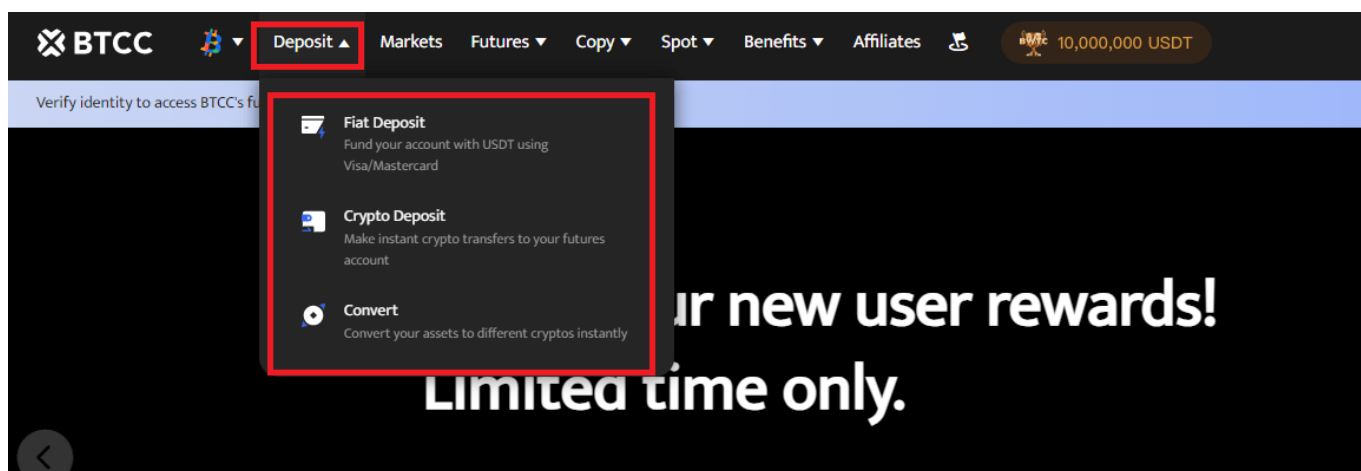 BTCC
Deposit ▲ Markets Futures ▼ Copy ▼ Spot ▼ Benefits ▼ Affiliates 10,000,000 USDT
Verify identity to access BTCC's
Fiat Deposit
Fund your account with USDT using
Visa/Mastercard
Crypto Deposit
Make instant crypto transfers to your futures
account
Convert
Convert your assets to different cryptos instantly
new user rewards!
Limited time only.